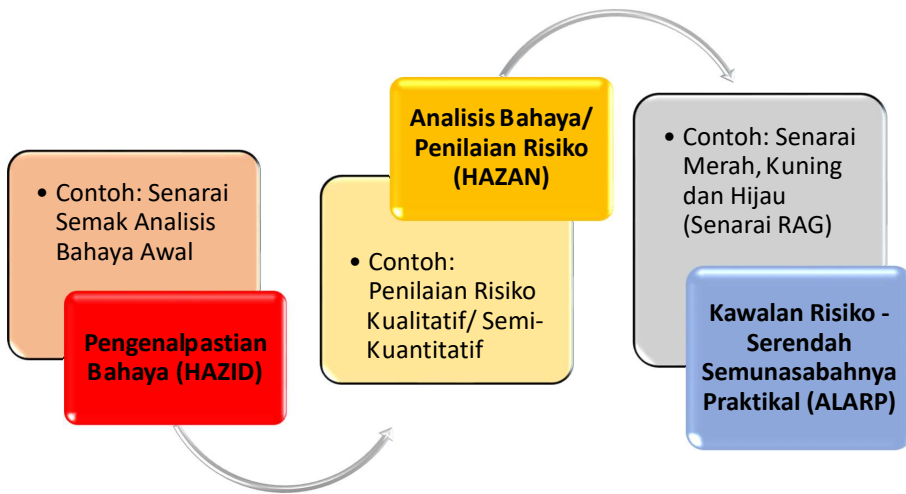 • Contoh: Senarai
Semak Analisis
Bahaya Awal
Pengenalpastian
Bahaya (HAZID)
Analisis Bahaya/
Penilaian Risiko
(HAZAN)
• Contoh:
Penilaian Risiko
Kualitatif/ Semi-
Kuantitatif
• Contoh: Senarai
Merah, Kuning
dan Hijau
(Senarai RAG)
Kawalan Risiko -
Serendah
Semunasabahnya
Praktikal (ALARP)